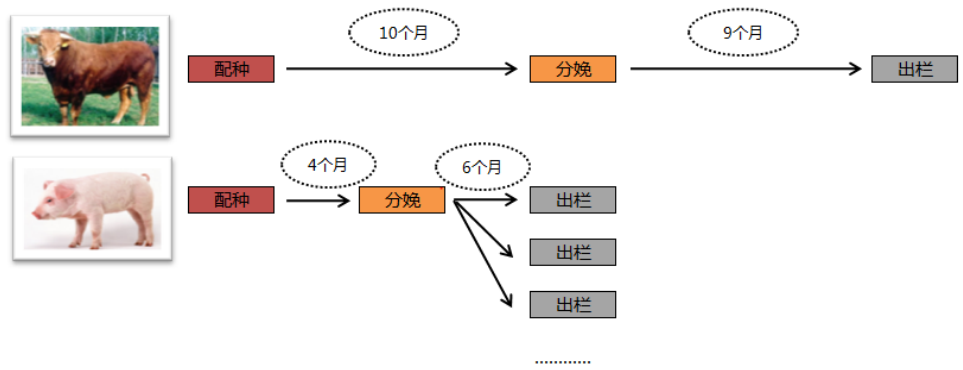 10个月
9个月
配种
分娩
出栏
4个月
6个月
配种
分娩
出栏
出栏
出栏
............